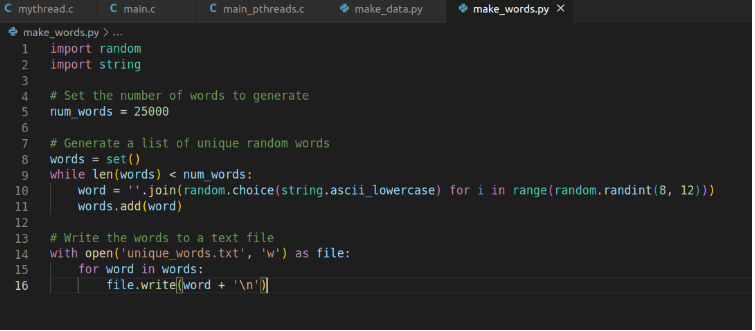 mythread.c main.c main_pthreads.c make_data.py make_words.py
make_words.py > ...
1 import random
2 import string
3
4 # Set the number of words to generate
5 num_words = 25000
6
7 # Generate a list of unique random words
8 words = set()
9 while len(words) < num_words:
10     word = ''.join(random.choice(string.ascii_lowercase) for i in range(random.randint(8, 12)))
11     words.add(word)
12
13 # Write the words to a text file
14 with open('unique_words.txt', 'w') as file:
15     for word in words:
16         file.write(word + '\n')